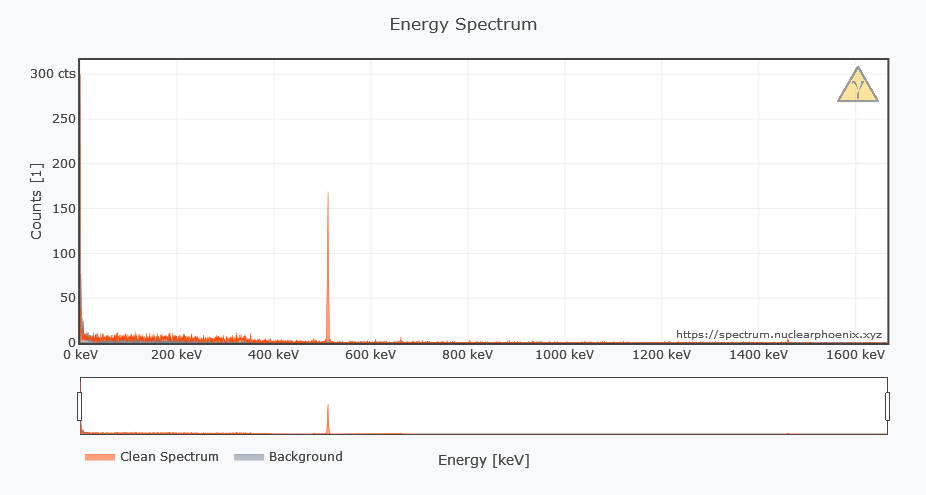 Energy Spectrum
300 cts
250
200
150
100
50
0
Counts [1]
γ
https://spectrum.nuclearphoenix.xyz
0 keV 200 keV 400 keV 600 keV 800 keV 1000 keV 1200 keV 1400 keV 1600 keV
Clean Spectrum Background
Energy [keV]